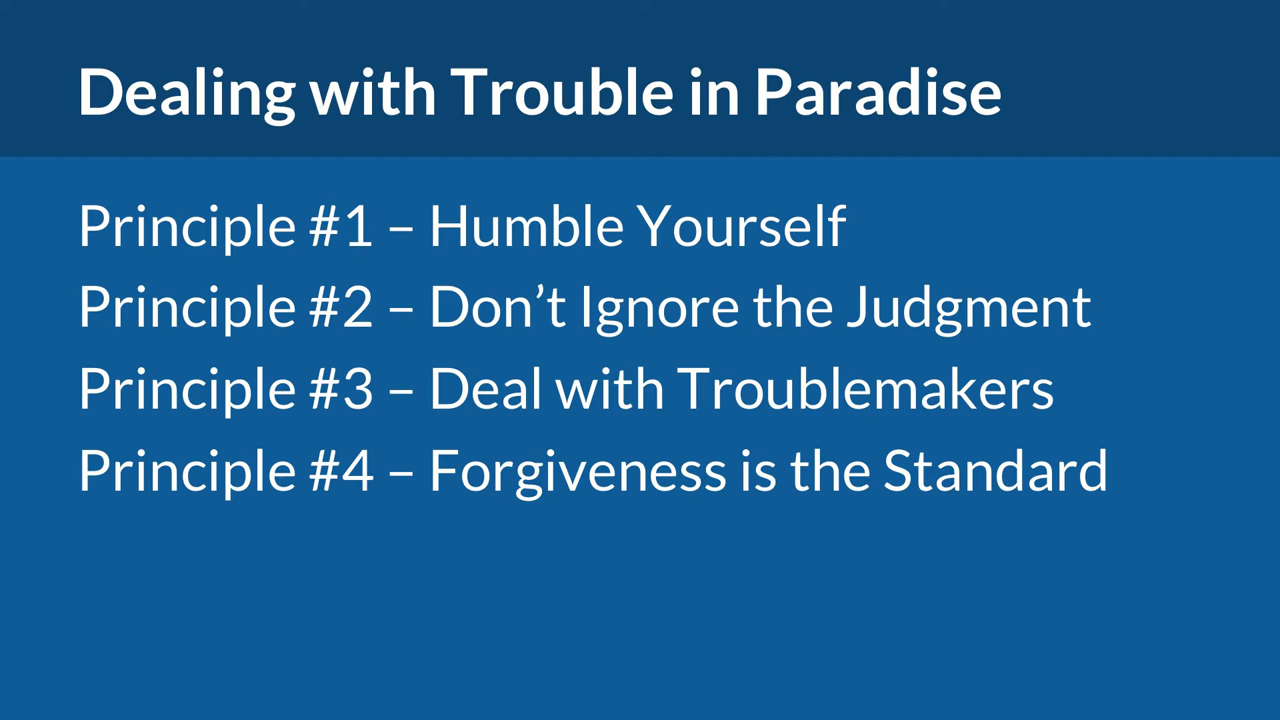 Dealing with Trouble in Paradise
Principle #1 – Humble Yourself
Principle #2 – Don’t Ignore the Judgment
Principle #3 – Deal with Troublemakers
Principle #4 – Forgiveness is the Standard